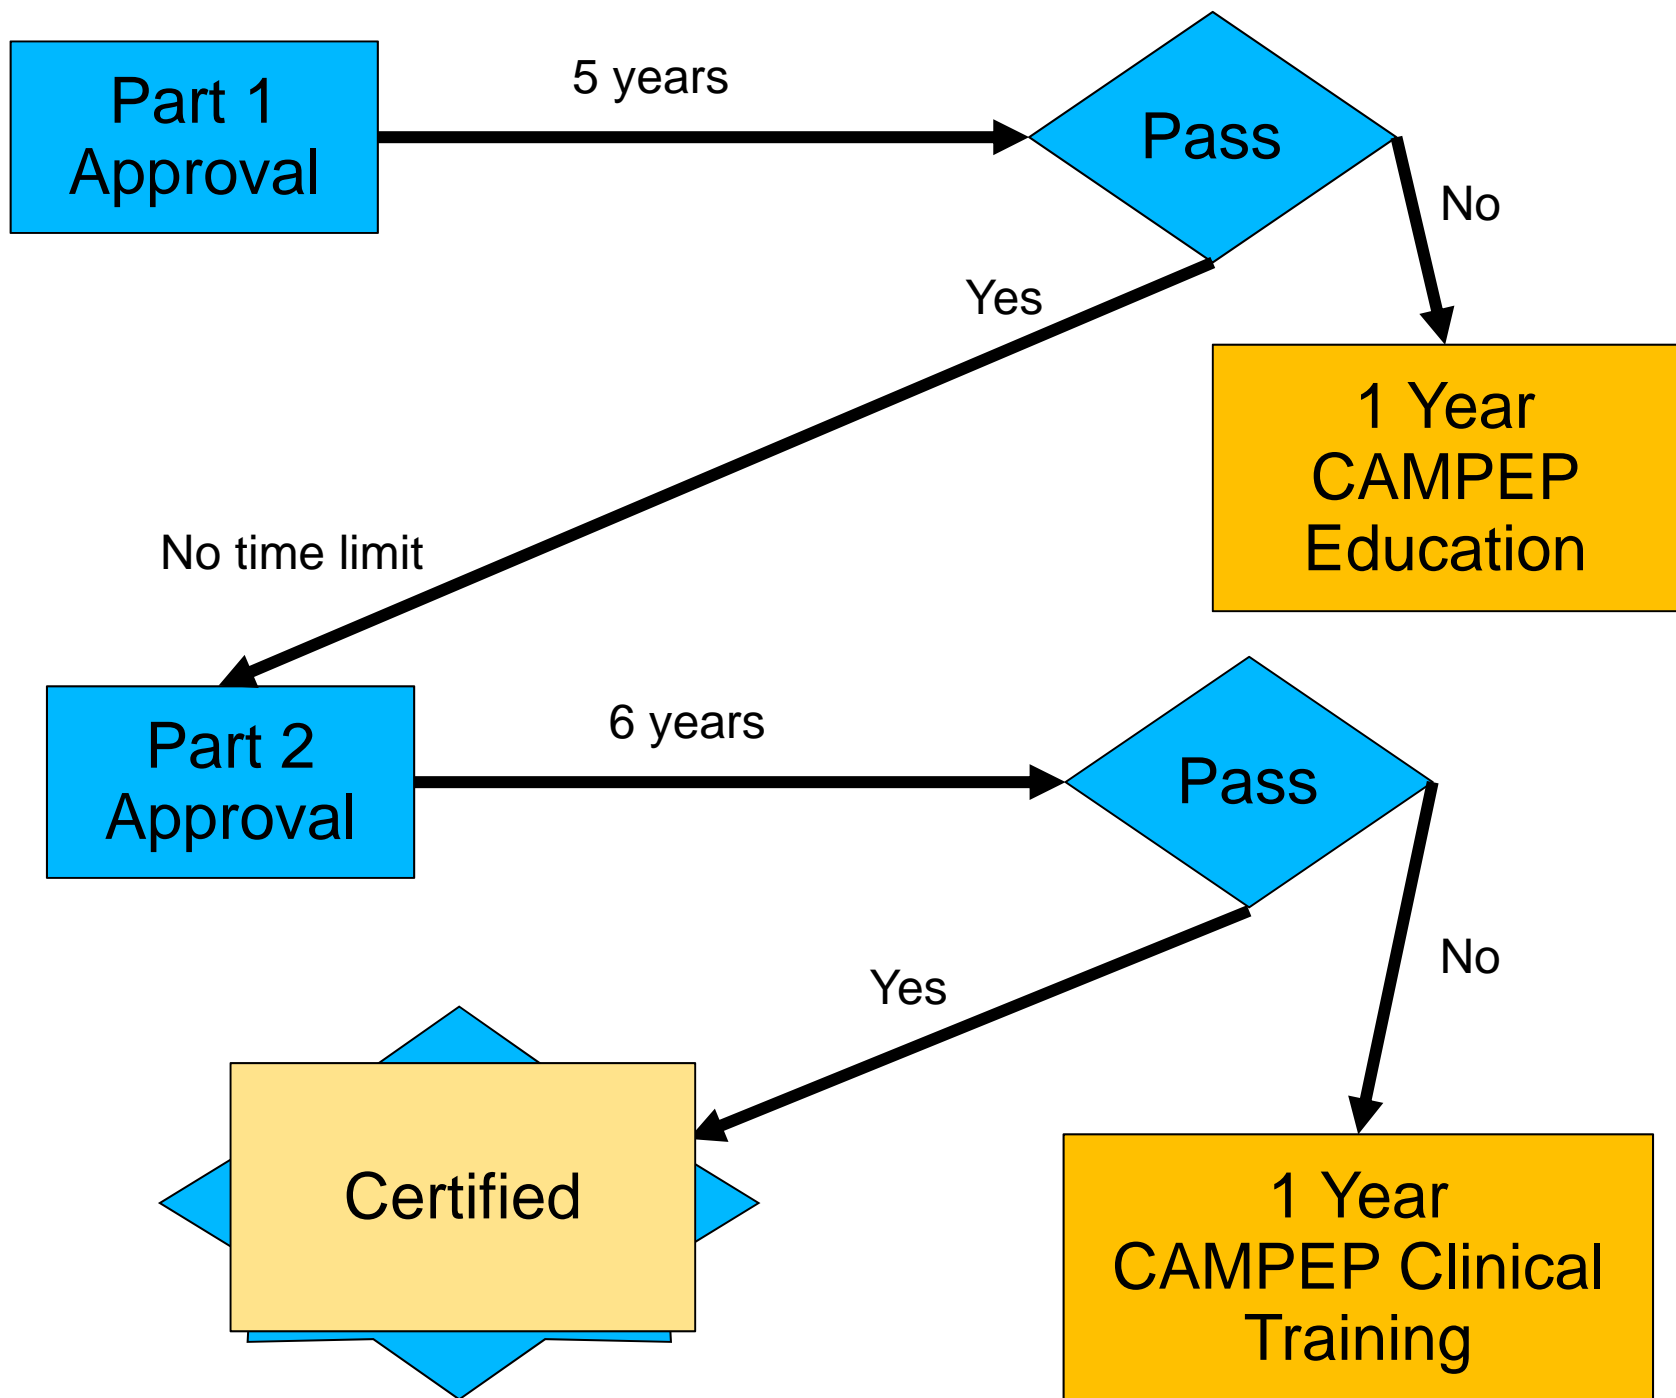 Part 1
Approval
5 years
Pass
No
Yes
1 Year
CAMPEP
Education
No time limit
Part 2
Approval
6 years
Pass
No
Yes
Certified
1 Year
CAMPEP Clinical
Training